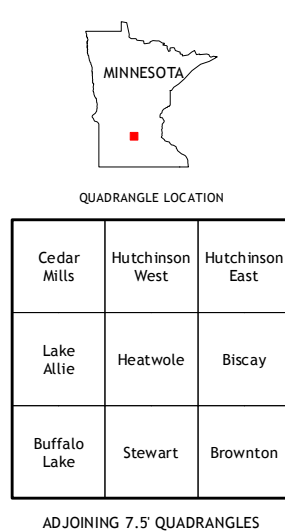 MINNESOTA
QUADRANGLE LOCATION
Cedar
Mills
Hutchinson
West
Hutchinson
East
Lake
Allie
Heatwole
Biscay
Buffalo
Lake
Stewart
Brownton
ADJOINING 7.5' QUADRANGLES